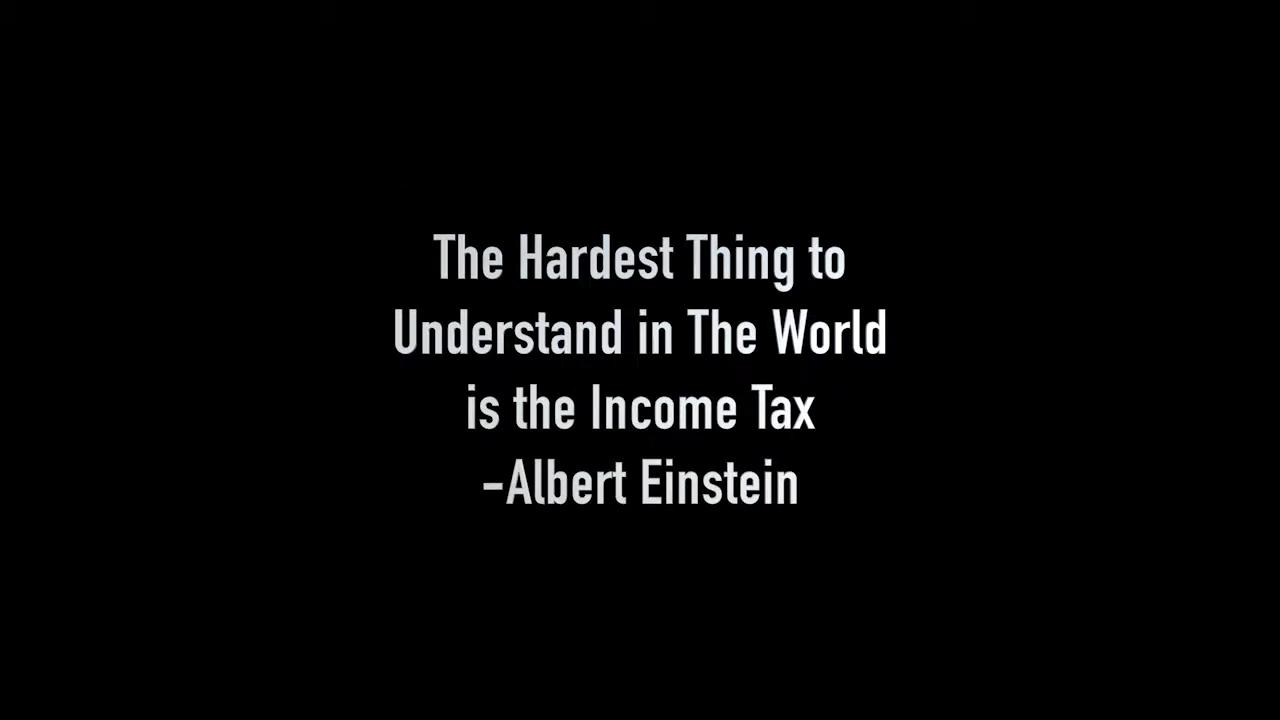 The Hardest Thing to
Understand in The World
is the Income Tax
-Albert Einstein